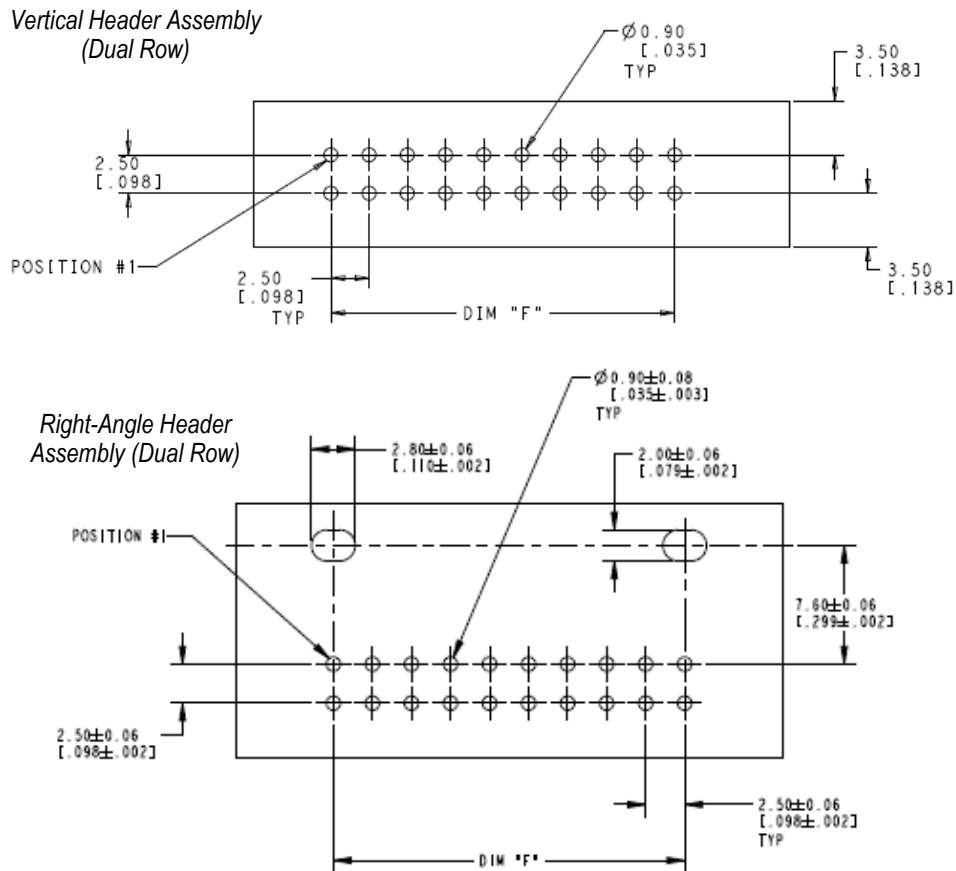 Vertical Header Assembly
(Dual Row)
Ø0.90
[.035]
TYP
3.50
[.138]
2.50
[.098]
POSITION #1
2.50
[.098]
TYP
DIM "F"
3.50
[.138]
Right-Angle Header
Assembly (Dual Row)
Ø0.90±0.08
[.035±.003]
TYP
2.80±0.06
[.110±.002]
2.00±0.06
[.079±.002]
POSITION #1
7.60±0.06
[.299±.002]
2.50±0.06
[.098±.002]
2.50±0.06
[.098±.002]
TYP
DIM "F"